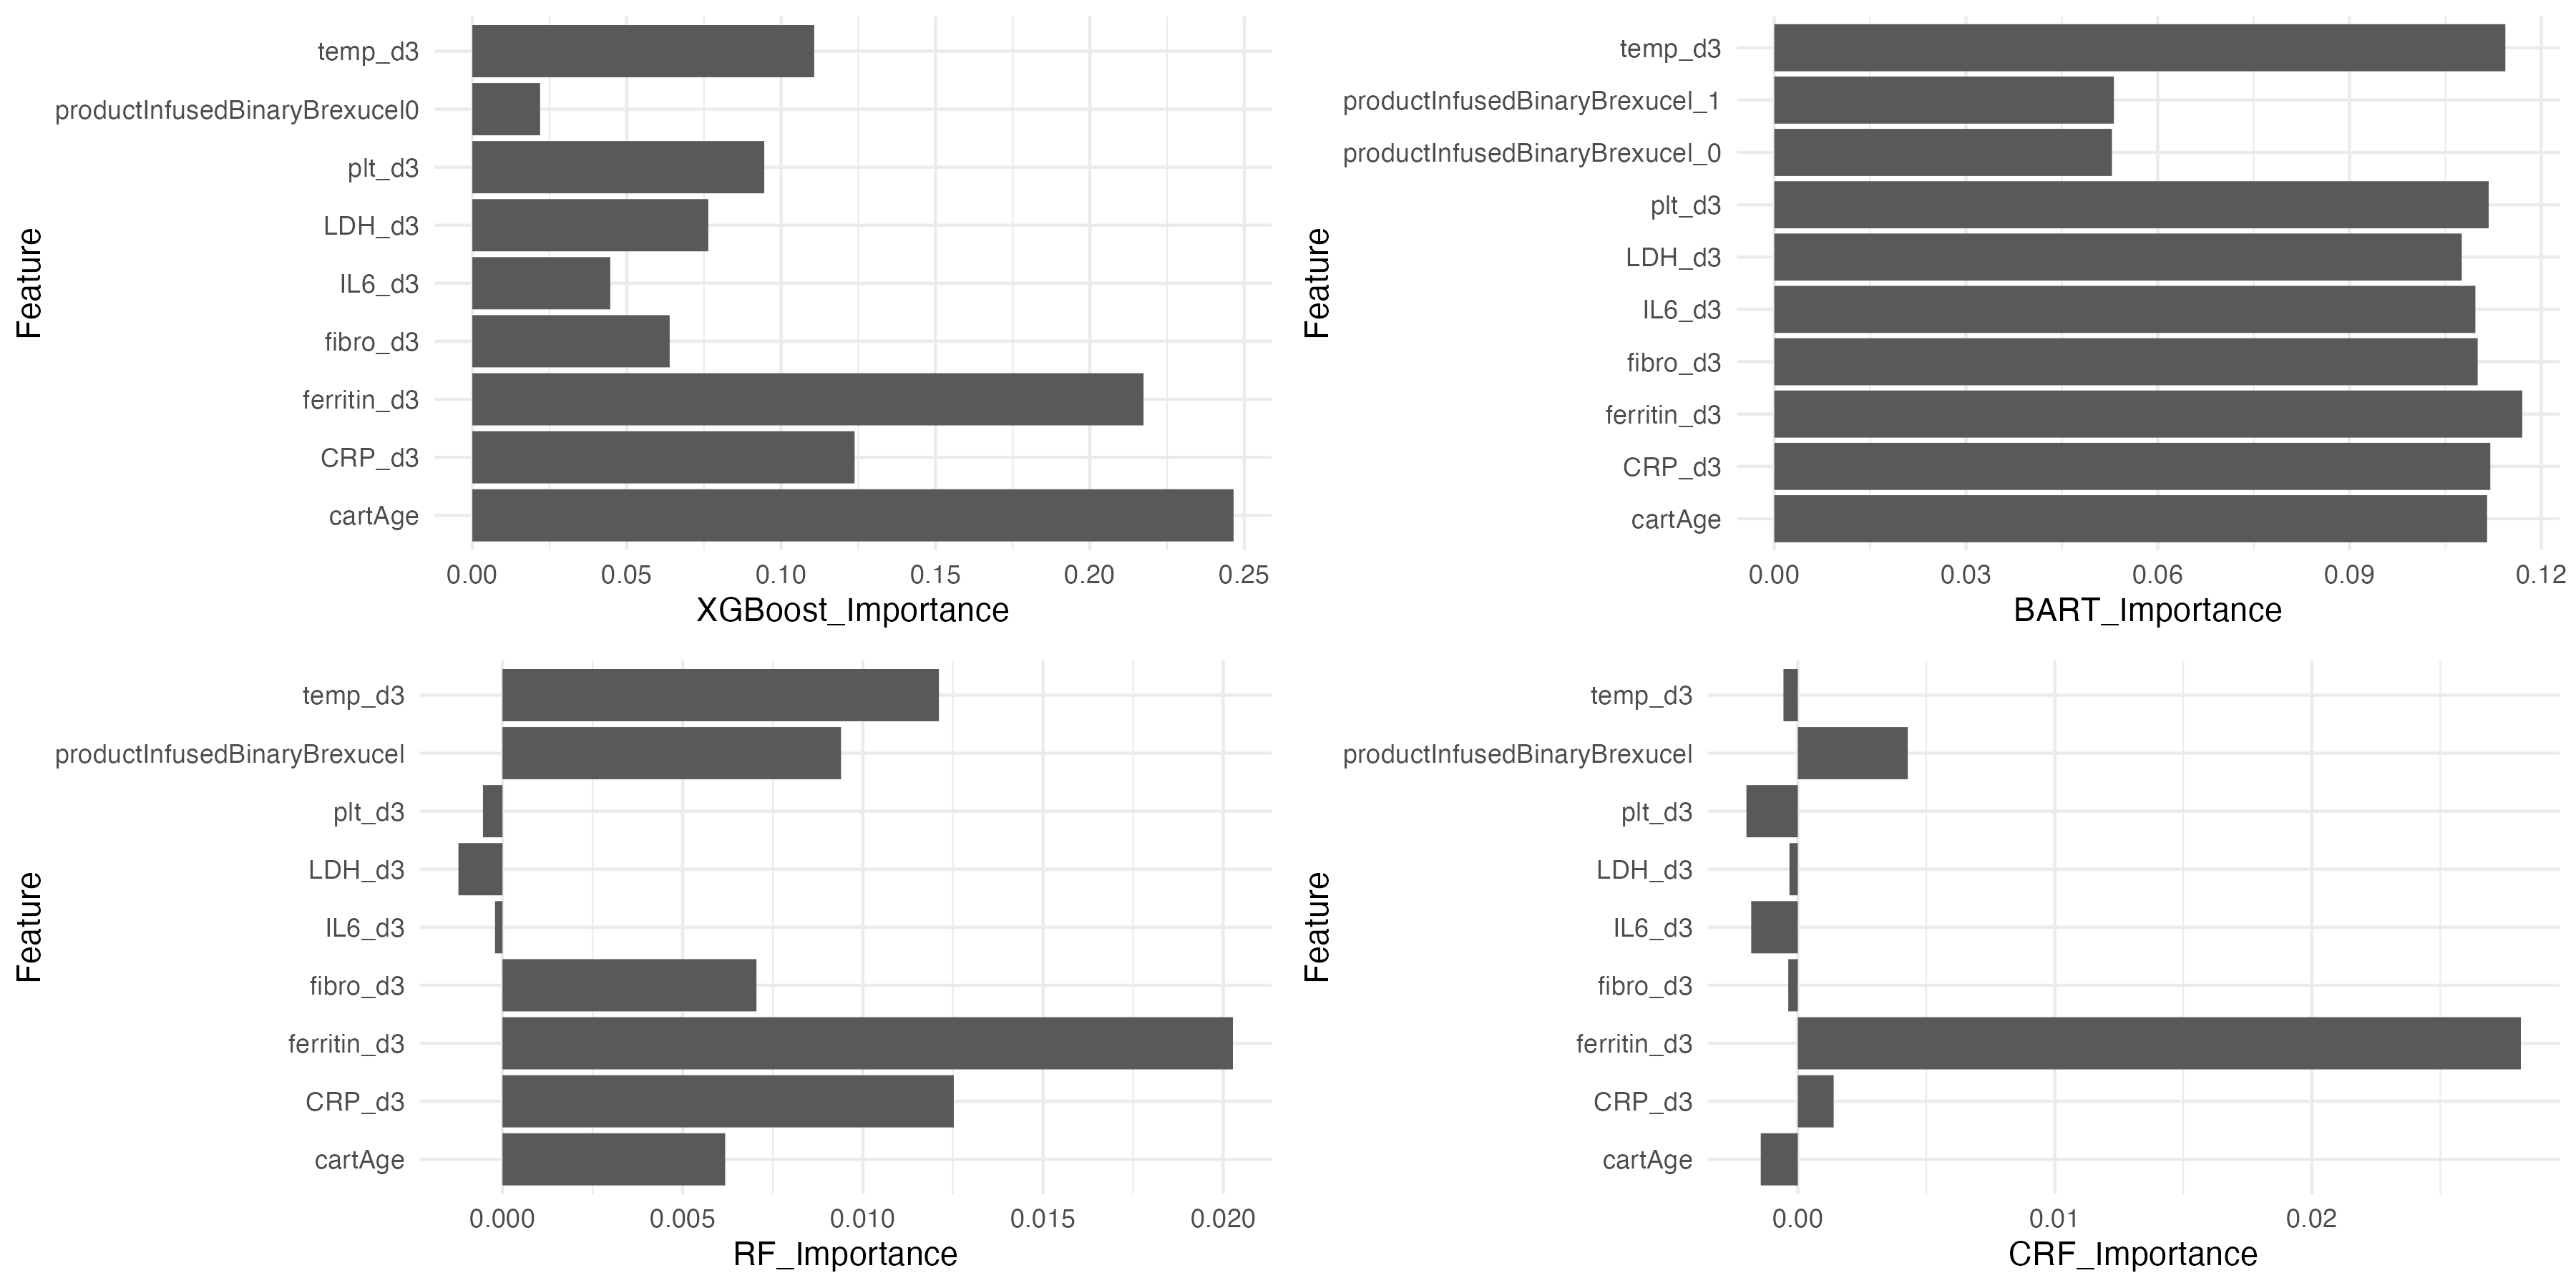 Feature
temp_d3
productInfusedBinaryBrexucel0
plt_d3
LDH_d3
IL6_d3
fibro_d3
ferritin_d3
CRP_d3
cartAge
0.00 0.05 0.10 0.15 0.20 0.25
XGBoost_Importance
Feature
temp_d3
productInfusedBinaryBrexucel_1
productInfusedBinaryBrexucel_0
plt_d3
LDH_d3
IL6_d3
fibro_d3
ferritin_d3
CRP_d3
cartAge
0.00 0.03 0.06 0.09 0.12
BART_Importance
Feature
temp_d3
productInfusedBinaryBrexucel
plt_d3
LDH_d3
IL6_d3
fibro_d3
ferritin_d3
CRP_d3
cartAge
0.000 0.005 0.010 0.015 0.020
RF_Importance
Feature
temp_d3
productInfusedBinaryBrexucel
plt_d3
LDH_d3
IL6_d3
fibro_d3
ferritin_d3
CRP_d3
cartAge
0.00 0.01 0.02
CRF_Importance